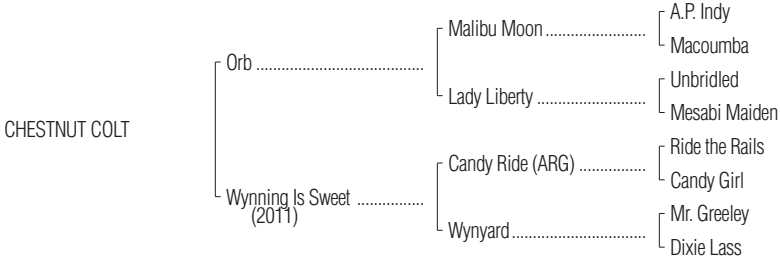 A.P. Indy
Malibu Moon ............................
Macoumba
Orb ..............................................
Unbridled
Lady Liberty ..............................
Mesabi Maiden
CHESTNUT COLT
Ride the Rails
Candy Ride (ARG) ..................
Candy Girl
Wynning Is Sweet ..................
(2011)
Mr. Greeley
Wynyard .....................................
Dixie Lass